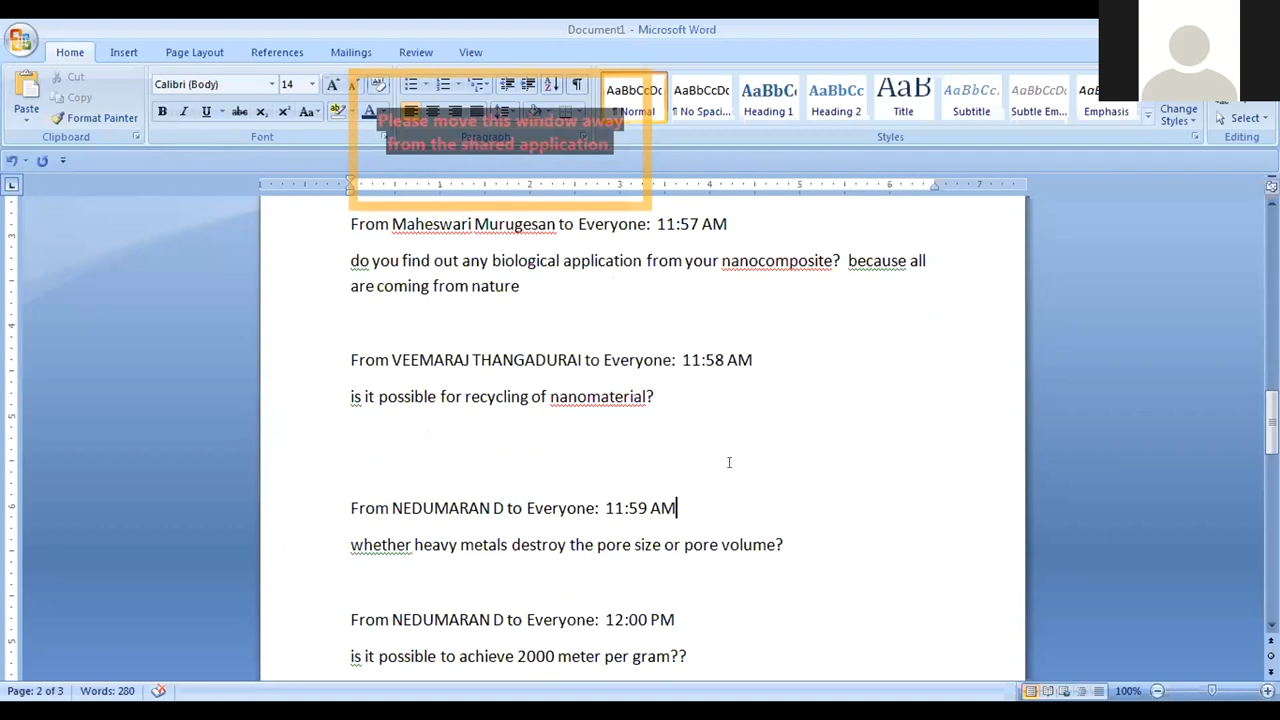 Document1 - Microsoft Word
Home Insert Page Layout References Mailings Review View
Paste
Cut
Copy
Format Painter
Clipboard
Calibri (Body) 14
Font
Please move this window away
from the shared application.
Paragraph
AaBbCcDc AaBbCcDc AaBbC AaBbCc AaB AaBbCc. AaBbCcDc AaBbCcDc
Normal ¶ No Spaci... Heading 1 Heading 2 Title Subtitle Subtle Em... Emphasis
Change
Styles
Styles
Select
Editing
From Maheswari Murugesan to Everyone: 11:57 AM
do you find out any biological application from your nanocomposite? because all
are coming from nature
From VEEMARAJ THANGADURAI to Everyone: 11:58 AM
is it possible for recycling of nanomaterial?
From NEDUMARAN D to Everyone: 11:59 AM
whether heavy metals destroy the pore size or pore volume?
From NEDUMARAN D to Everyone: 12:00 PM
is it possible to achieve 2000 meter per gram??
Page: 2 of 3 Words: 280 100%